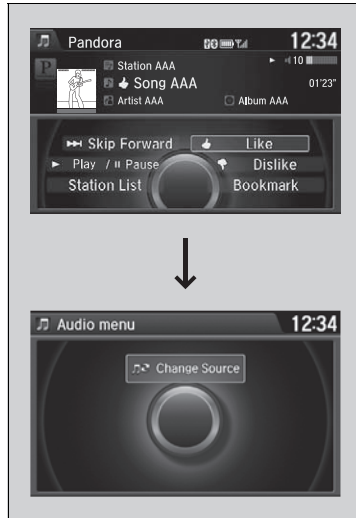 Pandora 12:34
Station AAA 10
Song AAA 01'23"
Artist AAA Album AAA
Skip Forward Like
Play / Pause Dislike
Station List Bookmark
Audio menu 12:34
Change Source